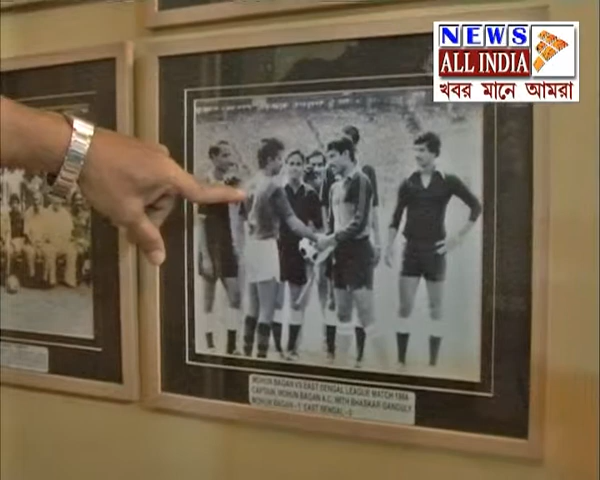 NEWS
ALL INDIA
খবর মানে আমরা
MOHUN BAGAN VS EAST BENGAL LEAGUE MATCH 1984
CAPTAIN, MOHUN BAGAN A.C. WITH BHASKAR GANGULY
MOHUN BAGAN - 1 EAST BENGAL - 0